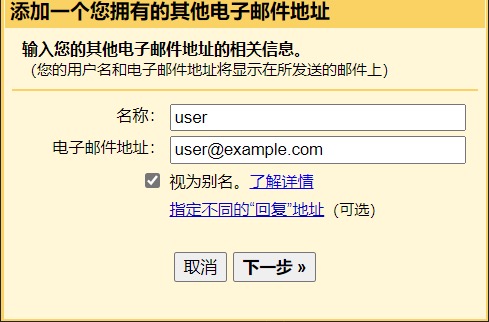 添加一个您拥有的其他电子邮件地址
输入您的其他电子邮件地址的相关信息。
（您的用户名和电子邮件地址将显示在所发送的邮件上）
名称： user
电子邮件地址： user@example.com
视为别名。了解详情
指定不同的“回复”地址（可选）
取消 下一步 »